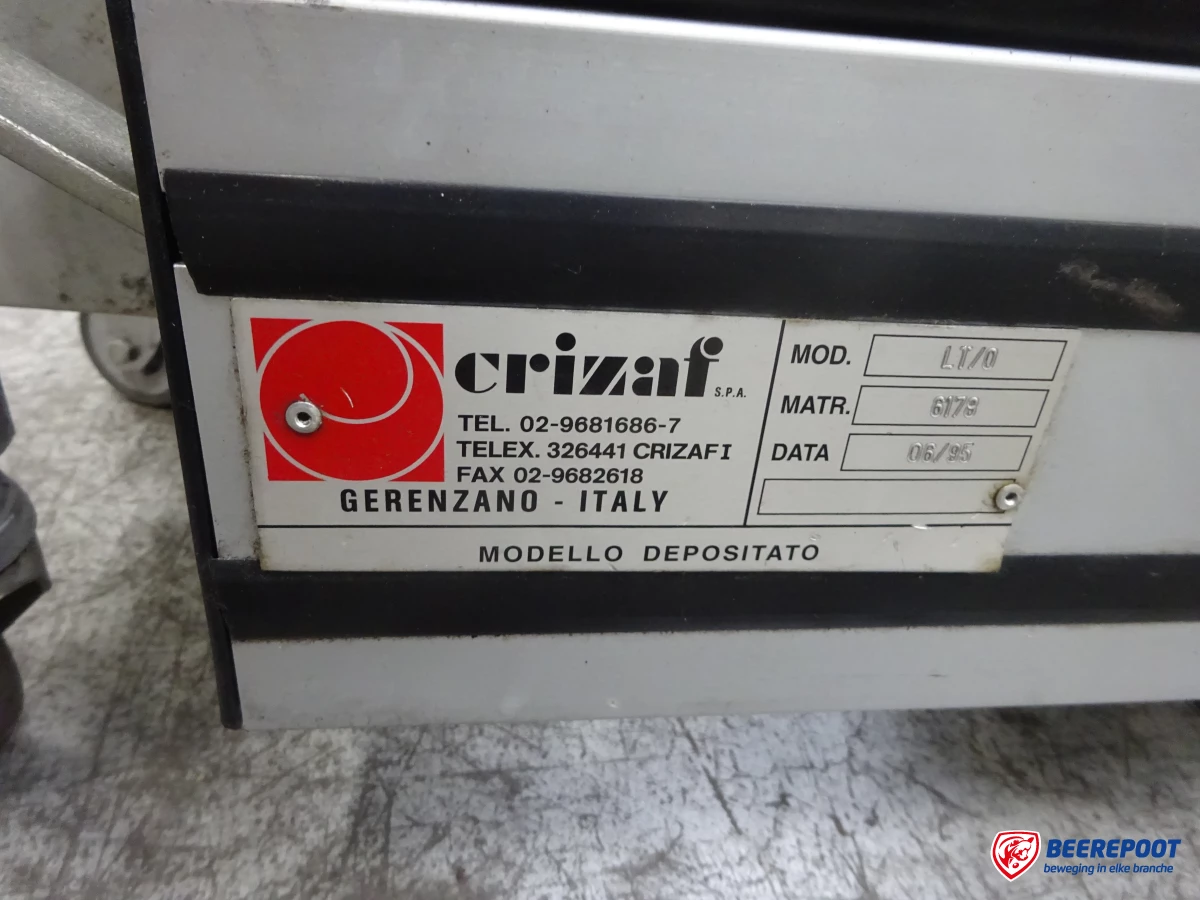 crizaf S.P.A.
TEL. 02-9681686-7
TELEX. 326441 CRIZAF I
FAX 02-9682618
GERENZANO - ITALY
MOD. LT/0
MATR. 6179
DATA 06/95
MODELLO DEPOSITATO
BEEREPOOT
beweging in elke branche